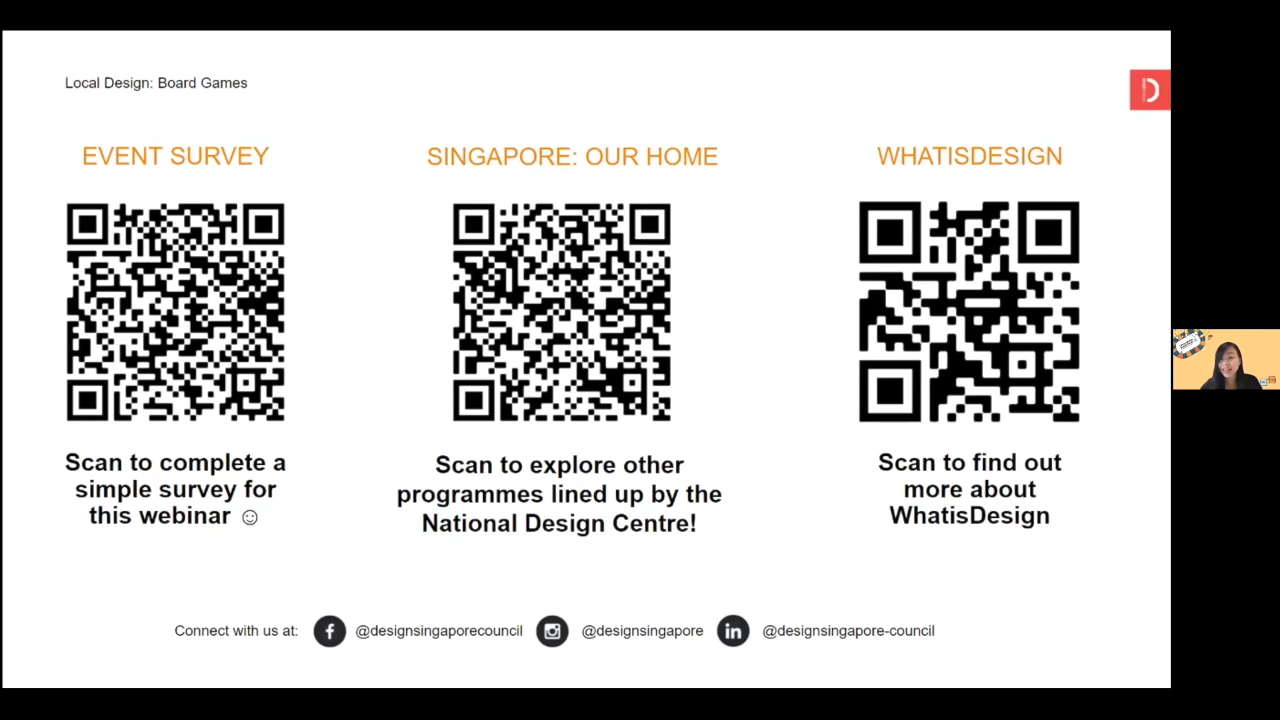 Local Design: Board Games
D
EVENT SURVEY
SINGAPORE: OUR HOME
WHATISDESIGN
Scan to complete a
simple survey for
this webinar ☺
Scan to explore other
programmes lined up by the
National Design Centre!
Scan to find out
more about
WhatisDesign
Connect with us at: @designsingaporecouncil @designsingapore @designsingapore-council